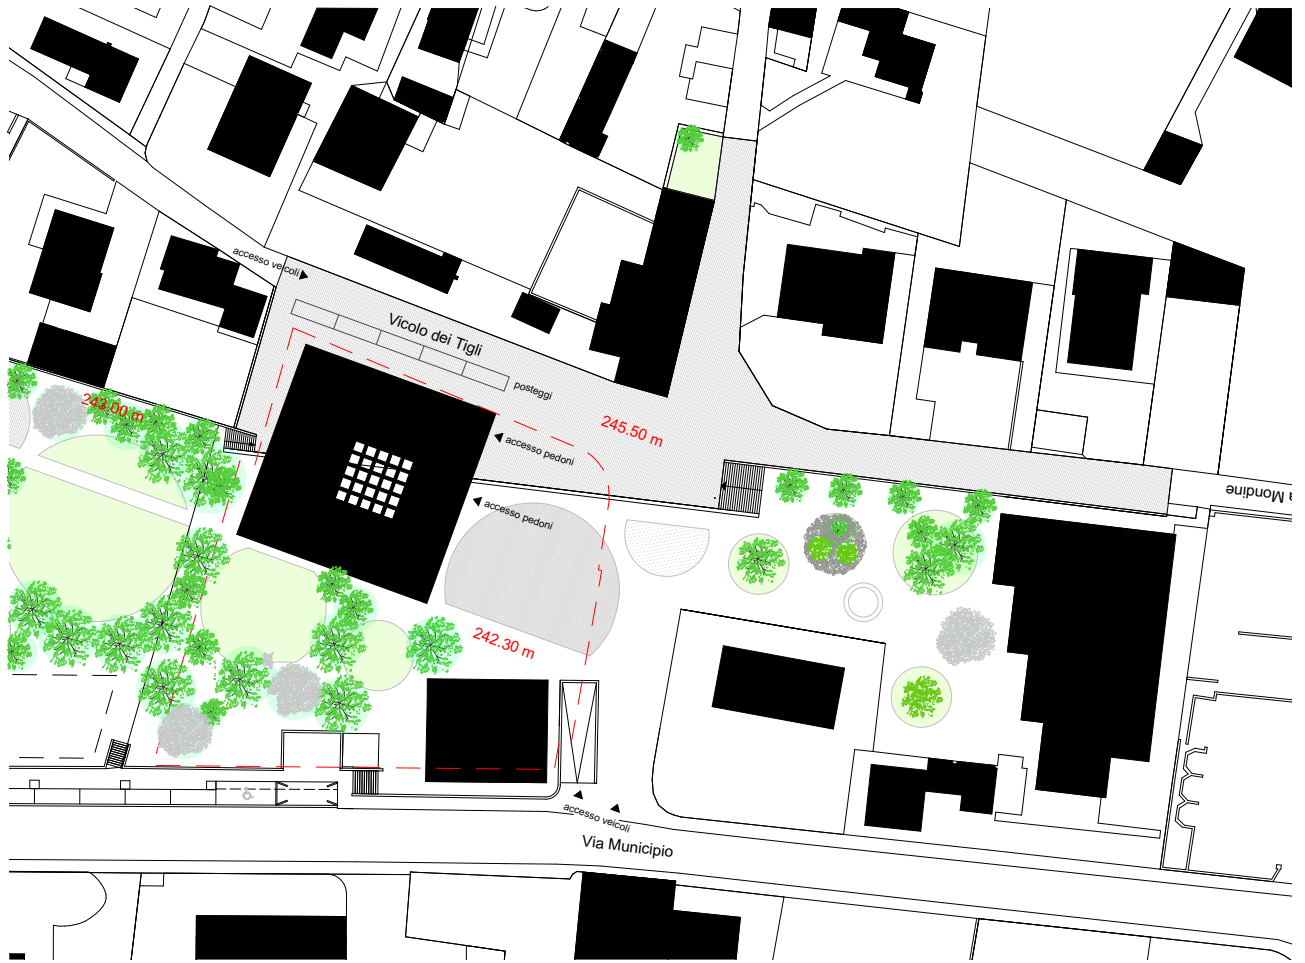 accesso veicoli
Vicolo dei Tigli
posteggi
243.00 m
245.50 m
accesso pedoni
accesso pedoni
a Mondine
242.30 m
accesso veicoli
Via Municipio